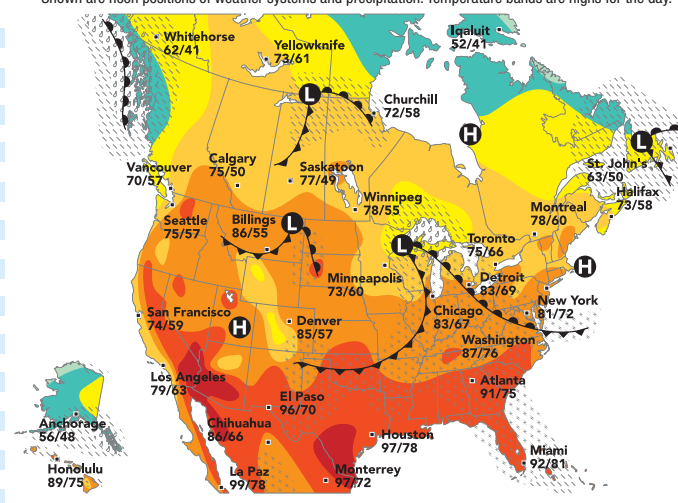 Shown are noon positions of weather systems and precipitation. Temperature bands are highs for the day.
Whitehorse
62/41
Yellowknife
73/61
Iqaluit
52/41
L
Churchill
72/58
H
L
St. John's
63/50
Vancouver
70/57
Calgary
75/50
Saskatoon
77/49
Winnipeg
78/55
Halifax
73/58
Montreal
78/60
Seattle
75/57
Billings
86/55
L
L
Toronto
75/66
H
Minneapolis
73/60
Detroit
83/69
New York
81/72
San Francisco
74/59
H
Denver
85/57
Chicago
83/67
Washington
87/76
Los Angeles
79/63
El Paso
96/70
Atlanta
91/75
Anchorage
56/48
Chihuahua
86/66
Houston
97/78
Miami
92/81
Honolulu
89/75
La Paz
99/78
Monterrey
97/72